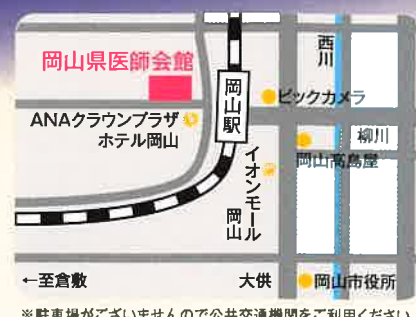 岡山県医師会館
西川
岡山駅
ビックカメラ
ANAクラウンプラザ
ホテル岡山
柳川
岡山高島屋
イオンモール
岡山
←至倉敷
大供
岡山市役所
※駐車場がございませんので公共交通機関をご利用ください